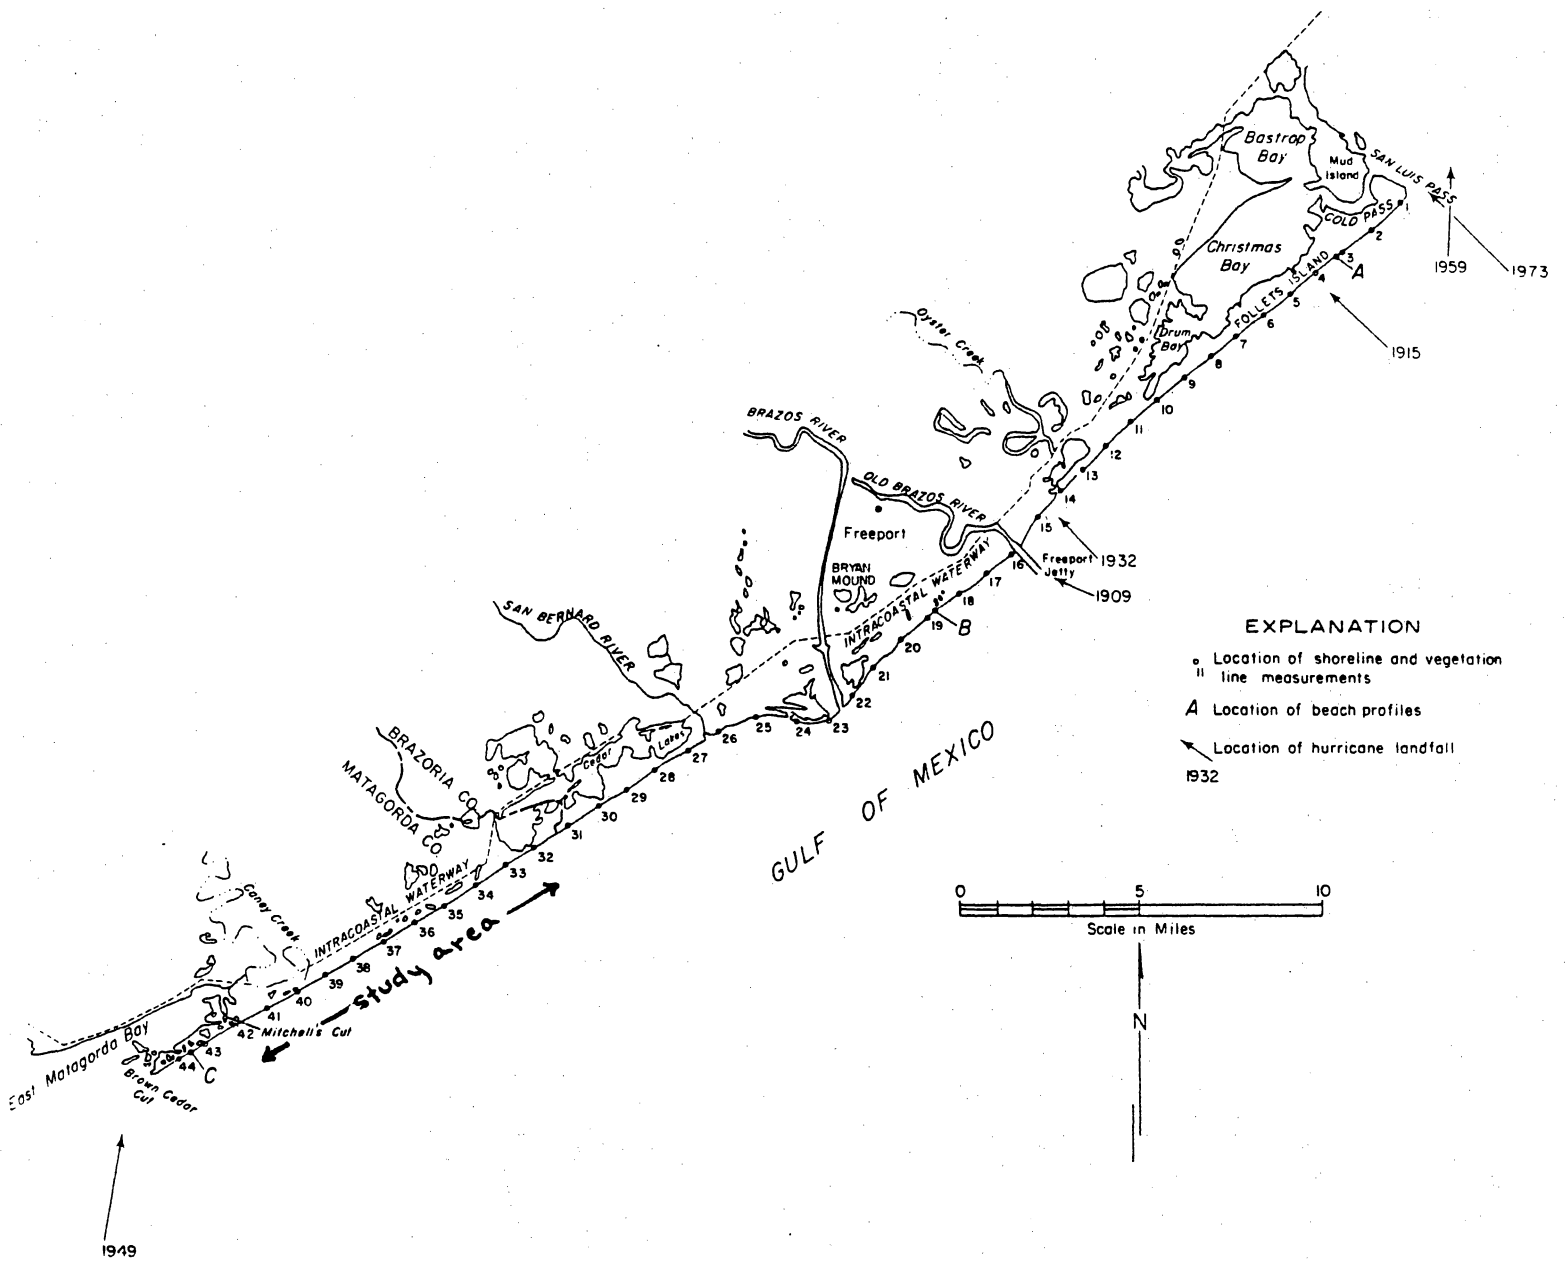 Bastrop
Bay
Mud
Island
SAN LUIS PASS
COLD PASS
1
2
3
A
4
5
6
7
8
9
10
11
12
13
14
15
16
17
18
19
B
20
21
22
23
24
25
26
27
28
29
30
31
32
33
34
35
36
37
38
39
40
41
42
43
44
C
1959
1973
1915
Christmas
Bay
FOLLETS ISLAND
Drum
Bay
Oyster Creek
BRAZOS RIVER
OLD BRAZOS RIVER
Freeport
Freeport
Jetty
1932
1909
BRYAN
MOUND
INTRACOASTAL WATERWAY
SAN BERNARD RIVER
Cedar Lakes
BRAZORIA CO
MATAGORDA CO
GULF OF MEXICO
Caney Creek
INTRACOASTAL WATERWAY
study area
Mitchell's Cut
East Matagorda Bay
Brown Cedar
Cut
1949
EXPLANATION
11 Location of shoreline and vegetation
line measurements
A Location of beach profiles
Location of hurricane landfall
1932
0 5 10
Scale in Miles
N